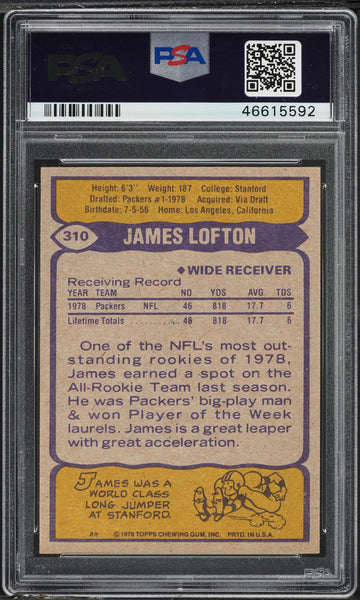 PSA
PSA
46615592
Height: 6'3" Weight: 187 College: Stanford
Drafted: Packers #1-1978 Acquired: Via Draft
Birthdate: 7-5-56 Home: Los Angeles, California
310 JAMES LOFTON
◆ WIDE RECEIVER
Receiving Record
YEAR TEAM NO YDS AVG TDS
1978 Packers NFL 46 818 17.7 6
Lifetime Totals 46 818 17.7 6
One of the NFL's most out-
standing rookies of 1978,
James earned a spot on the
All-Rookie Team last season.
He was Packers' big-play man
& won Player of the Week
laurels. James is a great leaper
with great acceleration.
JAMES WAS A
WORLD CLASS
LONG JUMPER
AT STANFORD.
A* © 1979 TOPPS CHEWING GUM, INC. PRTD. IN U.S.A.
PSA
PSA